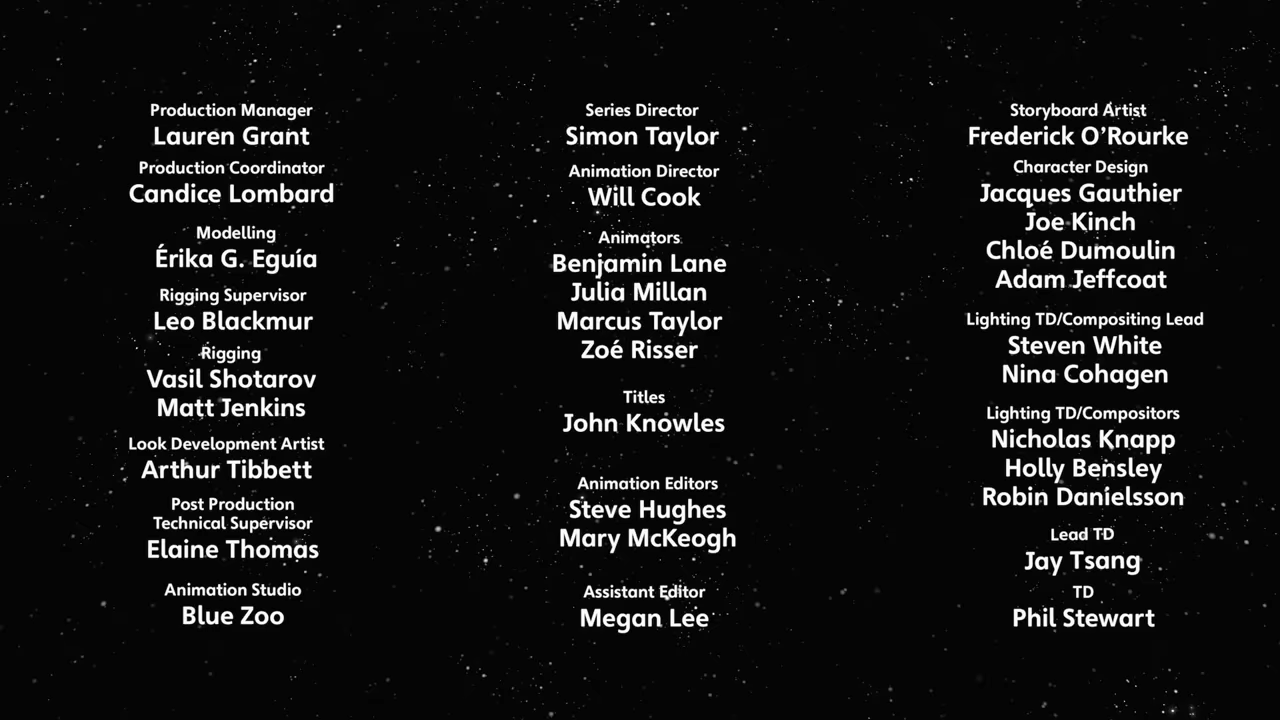 Production Manager
Lauren Grant
Production Coordinator
Candice Lombard
Modelling
Érika G. Eguía
Rigging Supervisor
Leo Blackmur
Rigging
Vasil Shotarov
Matt Jenkins
Look Development Artist
Arthur Tibbett
Post Production
Technical Supervisor
Elaine Thomas
Animation Studio
Blue Zoo
Series Director
Simon Taylor
Animation Director
Will Cook
Animators
Benjamin Lane
Julia Millan
Marcus Taylor
Zoé Risser
Titles
John Knowles
Animation Editors
Steve Hughes
Mary McKeogh
Assistant Editor
Megan Lee
Storyboard Artist
Frederick O’Rourke
Character Design
Jacques Gauthier
Joe Kinch
Chloé Dumoulin
Adam Jeffcoat
Lighting TD/Compositing Lead
Steven White
Nina Cohagen
Lighting TD/Compositors
Nicholas Knapp
Holly Bensley
Robin Danielsson
Lead TD
Jay Tsang
TD
Phil Stewart